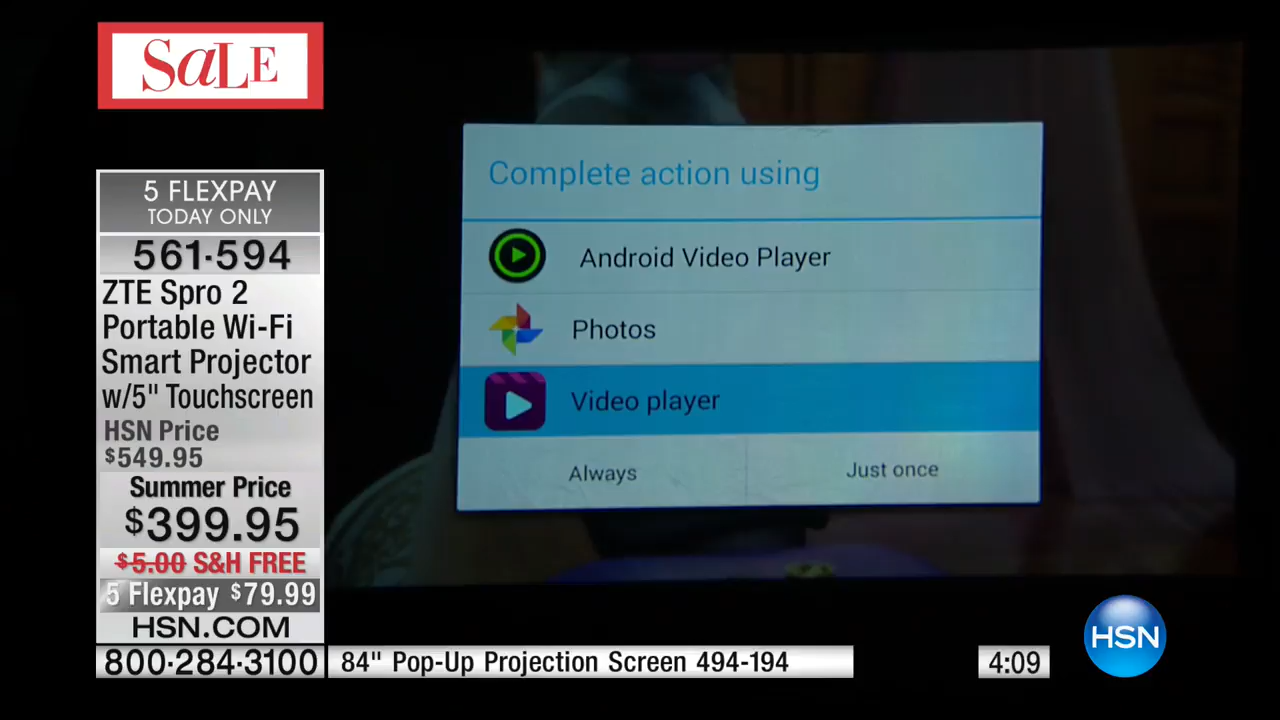 SALE
5 FLEXPAY
TODAY ONLY
561·594
ZTE Spro 2
Portable Wi-Fi
Smart Projector
w/5" Touchscreen
HSN Price
$549.95
Summer Price
$399.95
$5.00 S&H FREE
5 Flexpay $79.99
HSN.COM
800·284·3100
Complete action using
Android Video Player
Photos
Video player
Always
Just once
84" Pop-Up Projection Screen 494-194
4:09
HSN